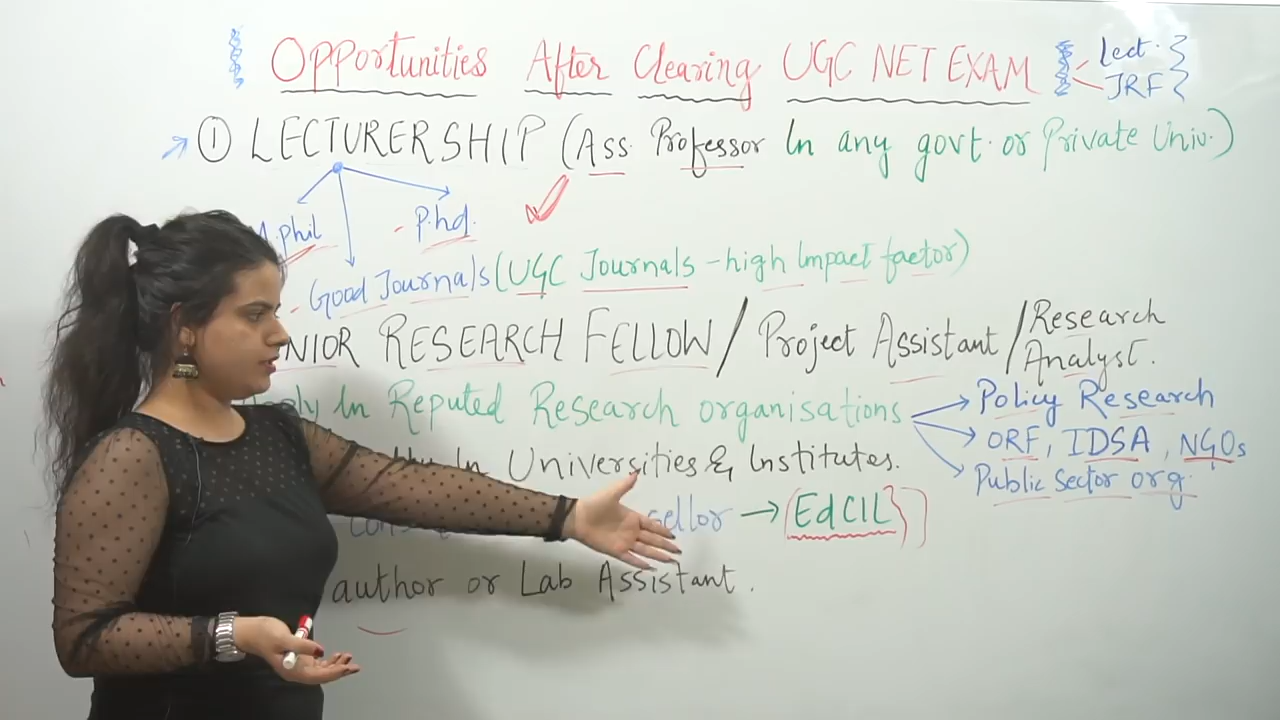 Opportunities After Clearing UGC NET EXAM
Lect.
JRF
① LECTURERSHIP (Ass. Professor In any govt. or Private Univ.)
P.hd.
Good Journals (UGC Journals - high Impact factor)
RESEARCH FELLOW / Project Assistant / Research Analyst.
In Reputed Research organisations
Policy Research
ORF, IDSA, NGOs
Public Sector org.
In Universities & Institutes.
→ EdCIL
author or Lab Assistant.